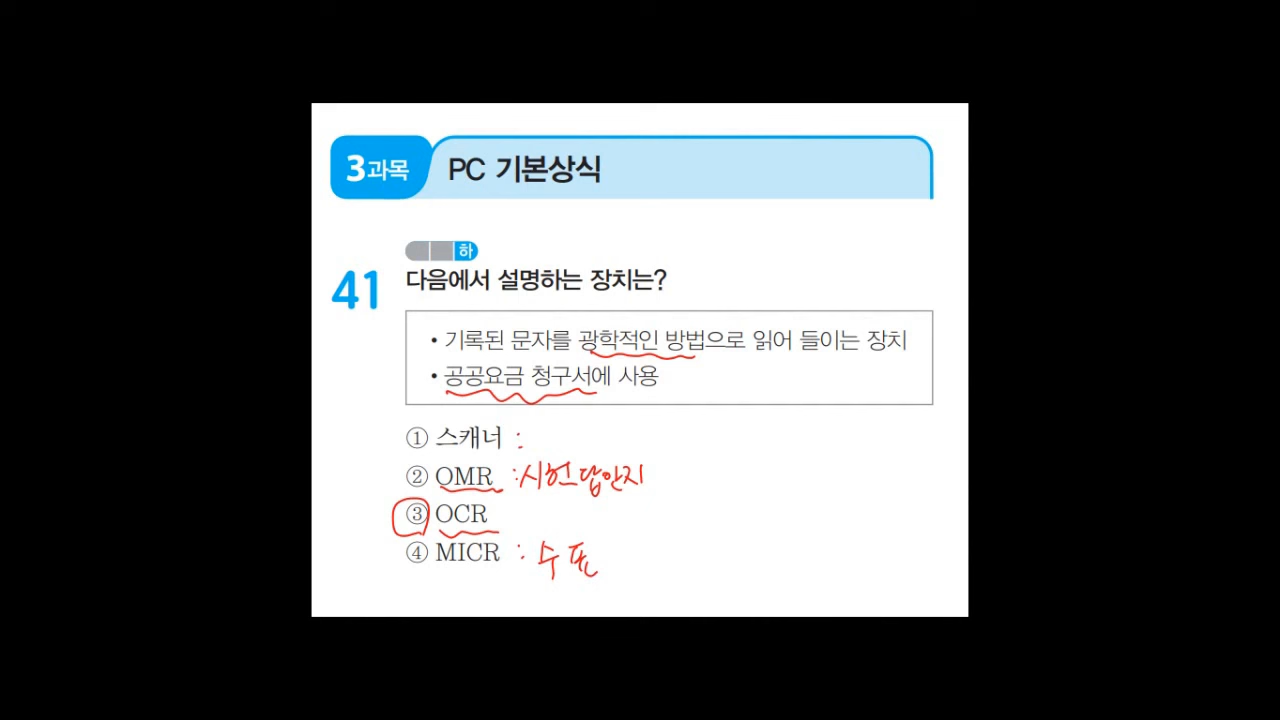 3과목 PC 기본상식
하
41 다음에서 설명하는 장치는?
• 기록된 문자를 광학적인 방법으로 읽어 들이는 장치
• 공공요금 청구서에 사용
① 스캐너 :
② OMR : 시험답안지
③ OCR
④ MICR : 수표